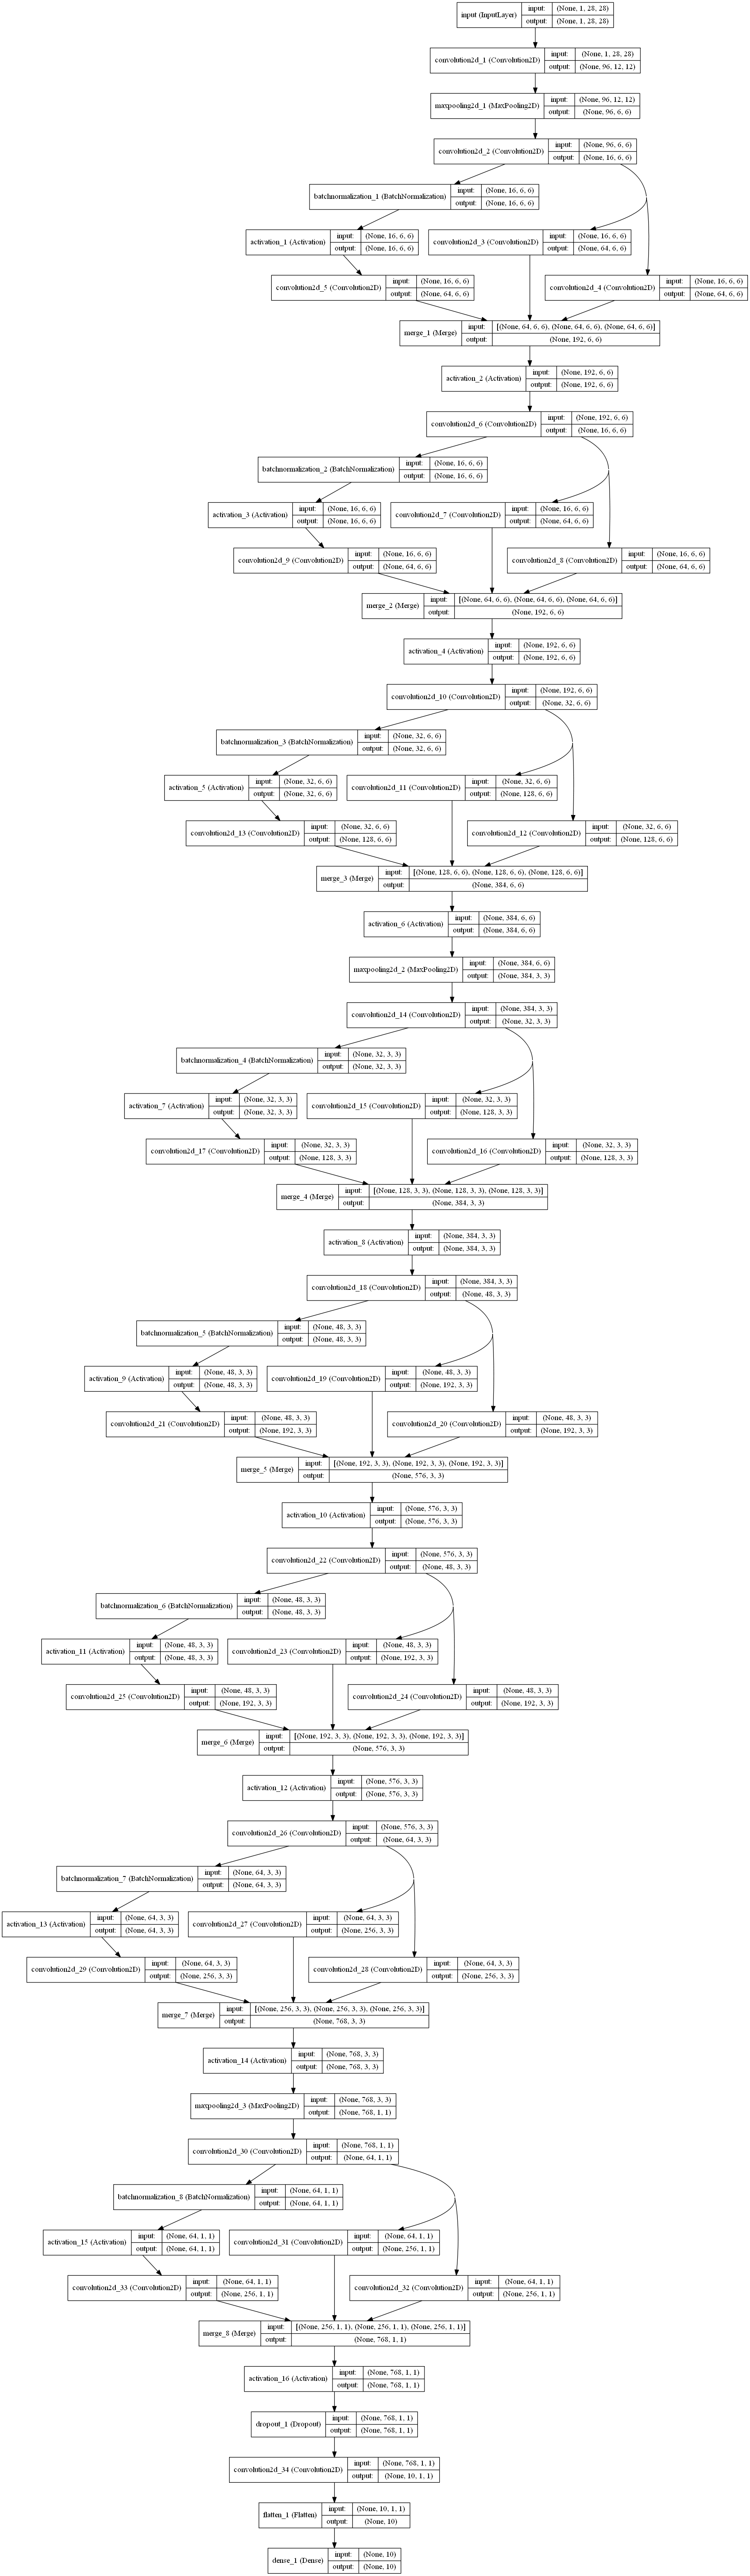 input (InputLayer) input: (None, 1, 28, 28)
output: (None, 1, 28, 28)
convolution2d_1 (Convolution2D) input: (None, 1, 28, 28)
output: (None, 96, 12, 12)
maxpooling2d_1 (MaxPooling2D) input: (None, 96, 12, 12)
output: (None, 96, 6, 6)
convolution2d_2 (Convolution2D) input: (None, 96, 6, 6)
output: (None, 16, 6, 6)
batchnormalization_1 (BatchNormalization) input: (None, 16, 6, 6)
output: (None, 16, 6, 6)
activation_1 (Activation) input: (None, 16, 6, 6)
output: (None, 16, 6, 6)
convolution2d_3 (Convolution2D) input: (None, 16, 6, 6)
output: (None, 64, 6, 6)
convolution2d_5 (Convolution2D) input: (None, 16, 6, 6)
output: (None, 64, 6, 6)
convolution2d_4 (Convolution2D) input: (None, 16, 6, 6)
output: (None, 64, 6, 6)
merge_1 (Merge) input: [(None, 64, 6, 6), (None, 64, 6, 6), (None, 64, 6, 6)]
output: (None, 192, 6, 6)
activation_2 (Activation) input: (None, 192, 6, 6)
output: (None, 192, 6, 6)
convolution2d_6 (Convolution2D) input: (None, 192, 6, 6)
output: (None, 16, 6, 6)
batchnormalization_2 (BatchNormalization) input: (None, 16, 6, 6)
output: (None, 16, 6, 6)
activation_3 (Activation) input: (None, 16, 6, 6)
output: (None, 16, 6, 6)
convolution2d_7 (Convolution2D) input: (None, 16, 6, 6)
output: (None, 64, 6, 6)
convolution2d_9 (Convolution2D) input: (None, 16, 6, 6)
output: (None, 64, 6, 6)
convolution2d_8 (Convolution2D) input: (None, 16, 6, 6)
output: (None, 64, 6, 6)
merge_2 (Merge) input: [(None, 64, 6, 6), (None, 64, 6, 6), (None, 64, 6, 6)]
output: (None, 192, 6, 6)
activation_4 (Activation) input: (None, 192, 6, 6)
output: (None, 192, 6, 6)
convolution2d_10 (Convolution2D) input: (None, 192, 6, 6)
output: (None, 32, 6, 6)
batchnormalization_3 (BatchNormalization) input: (None, 32, 6, 6)
output: (None, 32, 6, 6)
activation_5 (Activation) input: (None, 32, 6, 6)
output: (None, 32, 6, 6)
convolution2d_11 (Convolution2D) input: (None, 32, 6, 6)
output: (None, 128, 6, 6)
convolution2d_13 (Convolution2D) input: (None, 32, 6, 6)
output: (None, 128, 6, 6)
convolution2d_12 (Convolution2D) input: (None, 32, 6, 6)
output: (None, 128, 6, 6)
merge_3 (Merge) input: [(None, 128, 6, 6), (None, 128, 6, 6), (None, 128, 6, 6)]
output: (None, 384, 6, 6)
activation_6 (Activation) input: (None, 384, 6, 6)
output: (None, 384, 6, 6)
maxpooling2d_2 (MaxPooling2D) input: (None, 384, 6, 6)
output: (None, 384, 3, 3)
convolution2d_14 (Convolution2D) input: (None, 384, 3, 3)
output: (None, 32, 3, 3)
batchnormalization_4 (BatchNormalization) input: (None, 32, 3, 3)
output: (None, 32, 3, 3)
activation_7 (Activation) input: (None, 32, 3, 3)
output: (None, 32, 3, 3)
convolution2d_15 (Convolution2D) input: (None, 32, 3, 3)
output: (None, 128, 3, 3)
convolution2d_17 (Convolution2D) input: (None, 32, 3, 3)
output: (None, 128, 3, 3)
convolution2d_16 (Convolution2D) input: (None, 32, 3, 3)
output: (None, 128, 3, 3)
merge_4 (Merge) input: [(None, 128, 3, 3), (None, 128, 3, 3), (None, 128, 3, 3)]
output: (None, 384, 3, 3)
activation_8 (Activation) input: (None, 384, 3, 3)
output: (None, 384, 3, 3)
convolution2d_18 (Convolution2D) input: (None, 384, 3, 3)
output: (None, 48, 3, 3)
batchnormalization_5 (BatchNormalization) input: (None, 48, 3, 3)
output: (None, 48, 3, 3)
activation_9 (Activation) input: (None, 48, 3, 3)
output: (None, 48, 3, 3)
convolution2d_19 (Convolution2D) input: (None, 48, 3, 3)
output: (None, 192, 3, 3)
convolution2d_21 (Convolution2D) input: (None, 48, 3, 3)
output: (None, 192, 3, 3)
convolution2d_20 (Convolution2D) input: (None, 48, 3, 3)
output: (None, 192, 3, 3)
merge_5 (Merge) input: [(None, 192, 3, 3), (None, 192, 3, 3), (None, 192, 3, 3)]
output: (None, 576, 3, 3)
activation_10 (Activation) input: (None, 576, 3, 3)
output: (None, 576, 3, 3)
convolution2d_22 (Convolution2D) input: (None, 576, 3, 3)
output: (None, 48, 3, 3)
batchnormalization_6 (BatchNormalization) input: (None, 48, 3, 3)
output: (None, 48, 3, 3)
activation_11 (Activation) input: (None, 48, 3, 3)
output: (None, 48, 3, 3)
convolution2d_23 (Convolution2D) input: (None, 48, 3, 3)
output: (None, 192, 3, 3)
convolution2d_25 (Convolution2D) input: (None, 48, 3, 3)
output: (None, 192, 3, 3)
convolution2d_24 (Convolution2D) input: (None, 48, 3, 3)
output: (None, 192, 3, 3)
merge_6 (Merge) input: [(None, 192, 3, 3), (None, 192, 3, 3), (None, 192, 3, 3)]
output: (None, 576, 3, 3)
activation_12 (Activation) input: (None, 576, 3, 3)
output: (None, 576, 3, 3)
convolution2d_26 (Convolution2D) input: (None, 576, 3, 3)
output: (None, 64, 3, 3)
batchnormalization_7 (BatchNormalization) input: (None, 64, 3, 3)
output: (None, 64, 3, 3)
activation_13 (Activation) input: (None, 64, 3, 3)
output: (None, 64, 3, 3)
convolution2d_27 (Convolution2D) input: (None, 64, 3, 3)
output: (None, 256, 3, 3)
convolution2d_29 (Convolution2D) input: (None, 64, 3, 3)
output: (None, 256, 3, 3)
convolution2d_28 (Convolution2D) input: (None, 64, 3, 3)
output: (None, 256, 3, 3)
merge_7 (Merge) input: [(None, 256, 3, 3), (None, 256, 3, 3), (None, 256, 3, 3)]
output: (None, 768, 3, 3)
activation_14 (Activation) input: (None, 768, 3, 3)
output: (None, 768, 3, 3)
maxpooling2d_3 (MaxPooling2D) input: (None, 768, 3, 3)
output: (None, 768, 1, 1)
convolution2d_30 (Convolution2D) input: (None, 768, 1, 1)
output: (None, 64, 1, 1)
batchnormalization_8 (BatchNormalization) input: (None, 64, 1, 1)
output: (None, 64, 1, 1)
activation_15 (Activation) input: (None, 64, 1, 1)
output: (None, 64, 1, 1)
convolution2d_31 (Convolution2D) input: (None, 64, 1, 1)
output: (None, 256, 1, 1)
convolution2d_33 (Convolution2D) input: (None, 64, 1, 1)
output: (None, 256, 1, 1)
convolution2d_32 (Convolution2D) input: (None, 64, 1, 1)
output: (None, 256, 1, 1)
merge_8 (Merge) input: [(None, 256, 1, 1), (None, 256, 1, 1), (None, 256, 1, 1)]
output: (None, 768, 1, 1)
activation_16 (Activation) input: (None, 768, 1, 1)
output: (None, 768, 1, 1)
dropout_1 (Dropout) input: (None, 768, 1, 1)
output: (None, 768, 1, 1)
convolution2d_34 (Convolution2D) input: (None, 768, 1, 1)
output: (None, 10, 1, 1)
flatten_1 (Flatten) input: (None, 10, 1, 1)
output: (None, 10)
dense_1 (Dense) input: (None, 10)
output: (None, 10)